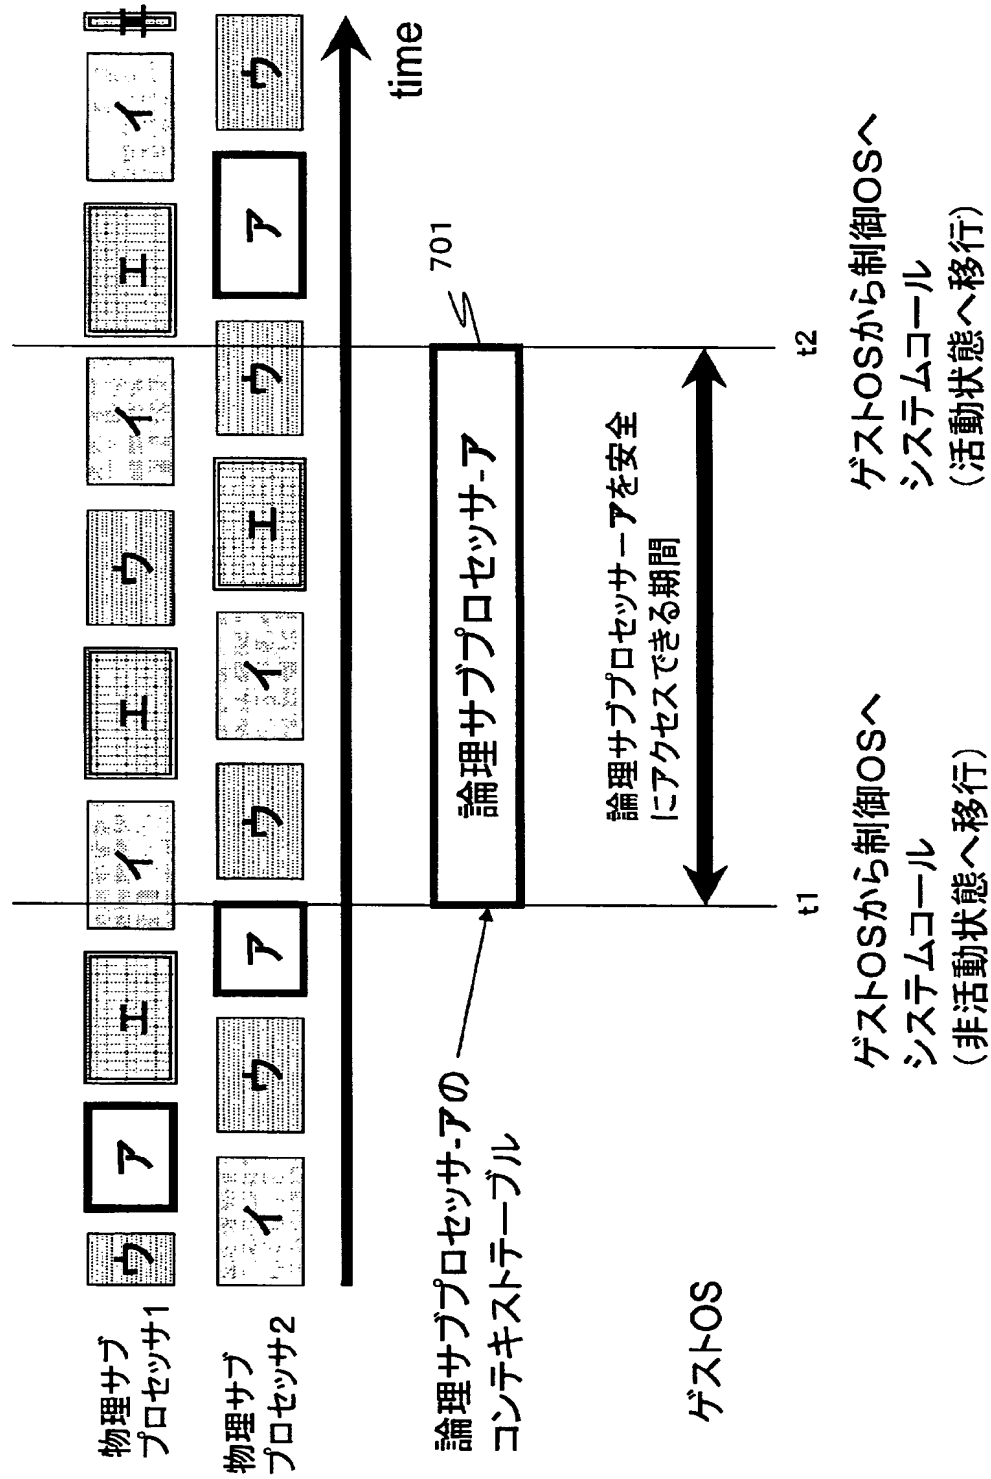 物理サブ
プロセッサ1
ウ
ア
エ
イ
エ
ウ
イ
エ
イ
エ
物理サブ
プロセッサ2
イ
ウ
ア
ウ
イ
エ
ウ
ア
ウ
time
論理サブプロセッサ-アの
コンテキストテーブル
論理サブプロセッサ-ア
701
ゲストOS
論理サブプロセッサーアを安全
にアクセスできる期間
t1
t2
ゲストOSから制御OSへ
システムコール
(非活動状態へ移行)
ゲストOSから制御OSへ
システムコール
(活動状態へ移行)